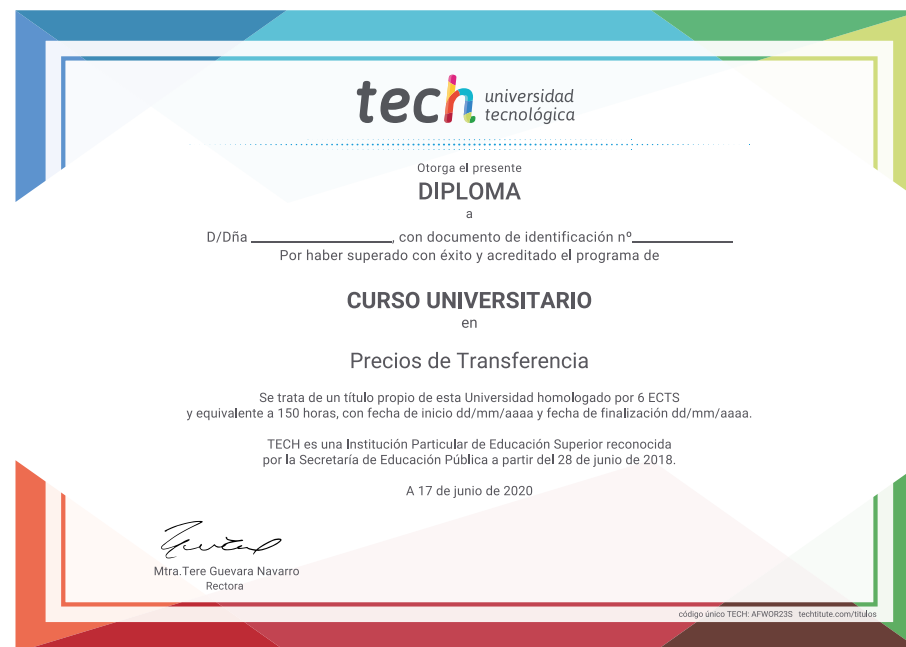 tech universidad
tecnológica
Otorga el presente
DIPLOMA
a
D/Dña ____________________, con documento de identificación nº______________
Por haber superado con éxito y acreditado el programa de
CURSO UNIVERSITARIO
en
Precios de Transferencia
Se trata de un título propio de esta Universidad homologado por 6 ECTS
y equivalente a 150 horas, con fecha de inicio dd/mm/aaaa y fecha de finalización dd/mm/aaaa.
TECH es una Institución Particular de Educación Superior reconocida
por la Secretaría de Educación Pública a partir del 28 de junio de 2018.
A 17 de junio de 2020
Mtra.Tere Guevara Navarro
Rectora
código único TECH: AFWOR23S techtitute.com/titulos